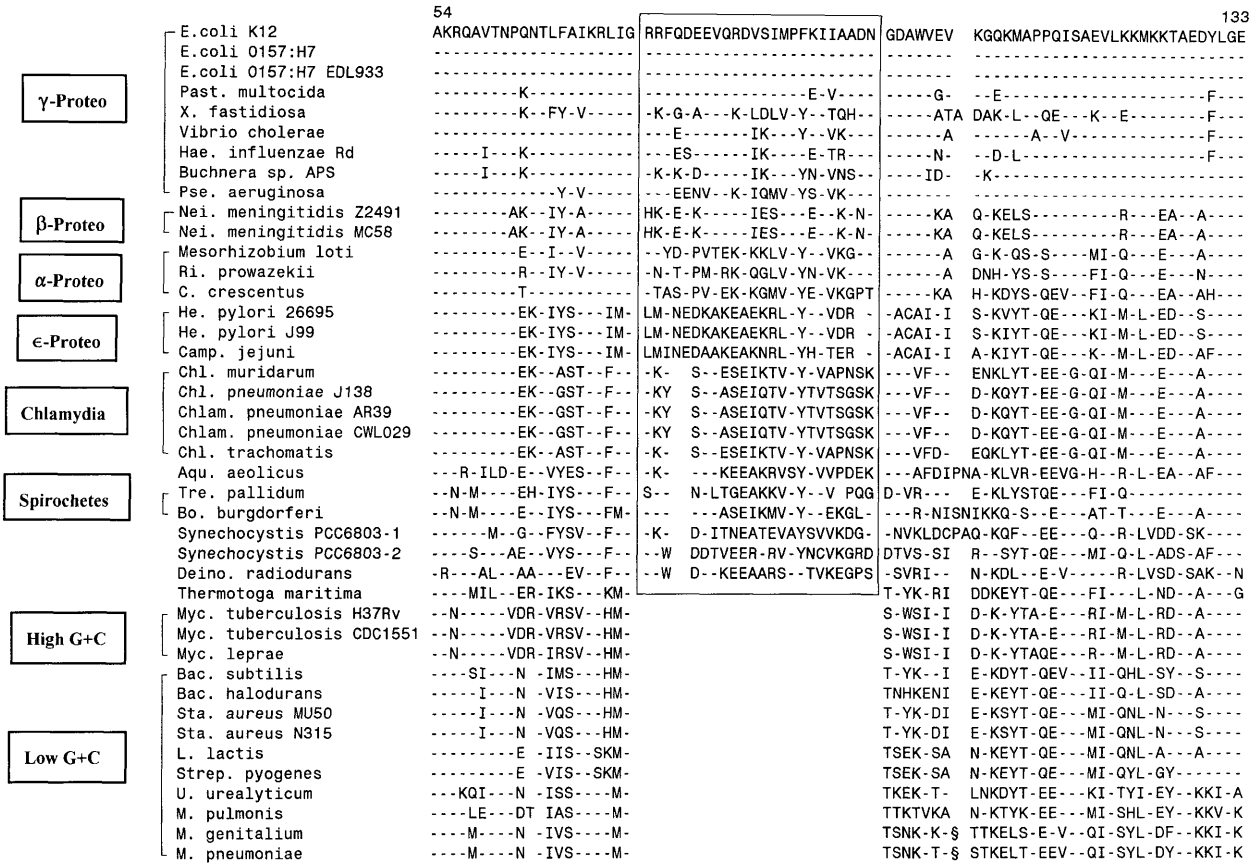 54 133
E.coli K12 AKRQAVTNPQNTLFAIKRLIG RRFQDEEVQRDVSIMPFKIIAADN GDAWVEV KGQKMAPPQISAEVLKKMKKTAEDYLGE
E.coli O157:H7 --------------------- ------------------------ ------- --------------------------------
E.coli O157:H7 EDL933 --------------------- ------------------------ ------- --------------------------------
γ-Proteo
Past. multocida ---------K----------- ------------------E-V--- -----G- --E--------------------------F---
X. fastidiosa ---------K--FY-V----- -K-G-A---K-LDLV-Y--TQH-- -----ATA DAK-L--QE---K--E---------F---
Vibrio cholerae --------------------- ---E-------IK---Y--VK--- ------A ------A--V---------------F---
Hae. influenzae Rd -----I---K----------- ---ES------IK----E-TR--- -----N- --D-L--------------------F---
Buchnera sp. APS -----I---K----------- -K-K-D-----IK---YN-VNS-- -----ID- -K------------------------------
Pse. aeruginosa ------------Y-V------ ---EENV--K-IQMV-YS-VK--- ------- --------------------------------
β-Proteo
Nei. meningitidis Z2491 --------AK--IY-A----- HK-E-K-----IES---E--K-N- -----KA Q-KELS----------R---EA--A----
Nei. meningitidis MC58 --------AK--IY-A----- HK-E-K-----IES---E--K-N- -----KA Q-KELS----------R---EA--A----
α-Proteo
Mesorhizobium loti ---------E--I--V----- --YD-PVTEK-KKLV-Y--VKG-- ------A G-K-QS-S---MI-Q---E---A----
Ri. prowazekii ---------R--IY-V----- -N-T-PM-RK-QGLV-YN-VK--- ------A DNH-YS-S----FI-Q---E---N----
C. crescentus ---------T----------- -TAS-PV-EK-KGMV-YE-VKGPT -----KA H-KDYS-QEV--FI-Q---EA--AH---
ε-Proteo
He. pylori 26695 ---------EK-IYS---IM- LM-NEDKAKEAEKRL-Y--VDR - -ACAI-I S-KVYT-QE---KI-M-L-ED--S----
He. pylori J99 ---------EK-IYS---IM- LM-NEDKAKEAEKRL-Y--VDR - -ACAI-I S-KIYT-QE---KI-M-L-ED--S----
Camp. jejuni ---------EK-IYS---IM- LMINEDAAKEAKNRL-YH-TER - -ACAI-I A-KIYT-QE---K--M-L-ED--AF---
Chlamydia
Chl. muridarum ---------EK--AST--F-- -K- S--ESEIKTV-Y-VAPNSK ---VF-- ENKLYT-EE-G-QI-M---E---A----
Chl. pneumoniae J138 ---------EK--GST--F-- -KY S--ASEIQTV-YTVTSGSK ---VF-- D-KQYT-EE-G-QI-M---E---A----
Chlam. pneumoniae AR39 ---------EK--GST--F-- -KY S--ASEIQTV-YTVTSGSK ---VF-- D-KQYT-EE-G-QI-M---E---A----
Chlam. pneumoniae CWL029 ---------EK--GST--F-- -KY S--ASEIQTV-YTVTSGSK ---VF-- D-KQYT-EE-G-QI-M---E---A----
Chl. trachomatis ---------EK--AST--F-- -K- S--ESEIKTV-Y-VAPNSK ---VFD- EQKLYT-EE-G-QI-M---E---A----
Aqu. aeolicus ---R-ILD-E--VYES--F-- -K- ---KEEAKRVSY-VVPDEK -AFDIPNA-KLVR-EEVG-H--R-L-EA--AF---
Spirochetes
Tre. pallidum --N-M----EH-IYS---F-- S-- N-LTGEAKKV-Y--V PQG D-VR--- E-KLYSTQE---FI-Q------------
Bo. burgdorferi --N-M----E--IYS---FM- --- ---ASEIKMV-Y--EKGL- --R-NISNIKKQ-S--E---AT-T---E---A----
Synechocystis PCC6803-1 ------M--G--FYSV--F-- -K- D-ITNEATEVAYSVVKDG- -NVKLDCPAQ-KQF--EE---Q--R-LVDD-SK----
Synechocystis PCC6803-2 ----S---AE--VYS---F-- --W DDTVEER-RV-YNCVKGRD DTVS-SI R--SYT-QE---MI-Q-L-ADS-AF---
Deino. radiodurans -R---AL--AA---EV--F-- --W D--KEEAARS--TVKEGPS -SVRI-- N-KDL--E-V----R-L-VSD-SAK--N
Thermotoga maritima ----MIL--ER-IKS---KM- T-YK-RI DDKEYT-QE---FI---L-ND--A---G
High G+C
Myc. tuberculosis H37Rv --N-----VDR-VRSV--HM- S-WSI-I D-K-YTA-E---RI-M-L-RD--A----
Myc. tuberculosis CDC1551 --N-----VDR-VRSV--HM- S-WSI-I D-K-YTA-E---RI-M-L-RD--A----
Myc. leprae --N-----VDR-IRSV--HM- S-WSI-I D-K-YTAQE---R--M-L-RD--A----
Low G+C
Bac. subtilis ----SI---N -IMS---HM- T-YK--I E-KDYT-QEV--II-QHL-SY--S----
Bac. halodurans -----I---N -VIS---HM- TNHKENI E-KEYT-QE---II-Q-L-SD--A----
Sta. aureus MU50 -----I---N -VQS---HM- T-YK-DI E-KSYT-QE---MI-QNL-N---S----
Sta. aureus N315 -----I---N -VQS---HM- T-YK-DI E-KSYT-QE---MI-QNL-N---S----
L. lactis ---------E -IIS--SKM- TSEK-SA N-KEYT-QE---MI-QNL-A---A----
Strep. pyogenes ---------E -VIS--SKM- TSEK-SA N-KEYT-QE---MI-QYL-GY-------
U. urealyticum ---KQI---N -ISS----M- TKEK-T- LNKDYT-EE---KI-TYI-EY--KKI-A
M. pulmonis ----LE---DT IAS-----M- TTKTVKA N-KTYK-EE---MI-SHL-EY--KKV-K
M. genitalium ---------N -IVS----M- TSNK-K-§ TTKELS-E-V--QI-SYL-DF--KKI-K
M. pneumoniae ---------N -IVS----M- TSNK-T-§ STKELT-EEV--QI-SYL-DY--KKI-K